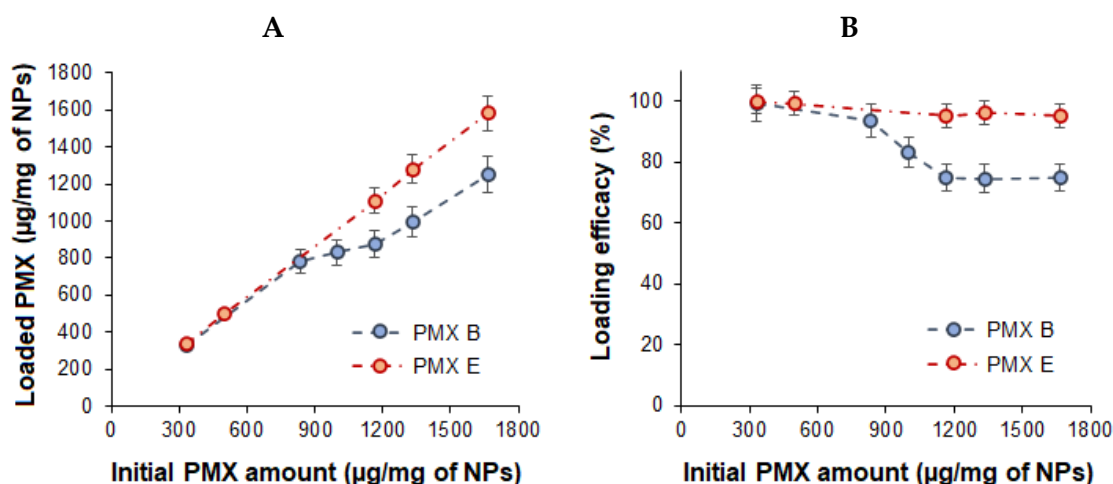 A
B
Loaded PMX (µg/mg of NPs)
1800
1600
1400
1200
1000
800
600
400
200
0
0 300 600 900 1200 1500 1800
Initial PMX amount (µg/mg of NPs)
PMX B
PMX E
Loading efficacy (%)
100
80
60
40
20
0
0 300 600 900 1200 1500 1800
Initial PMX amount (µg/mg of NPs)
PMX B
PMX E